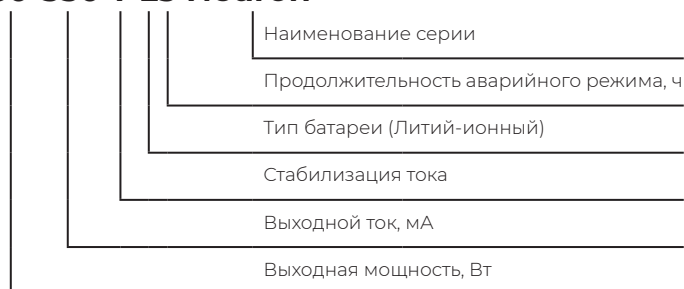 Наименование серии
Продолжительность аварийного режима, ч
Тип батареи (Литий-ионный)
Стабилизация тока
Выходной ток, мА
Выходная мощность, Вт